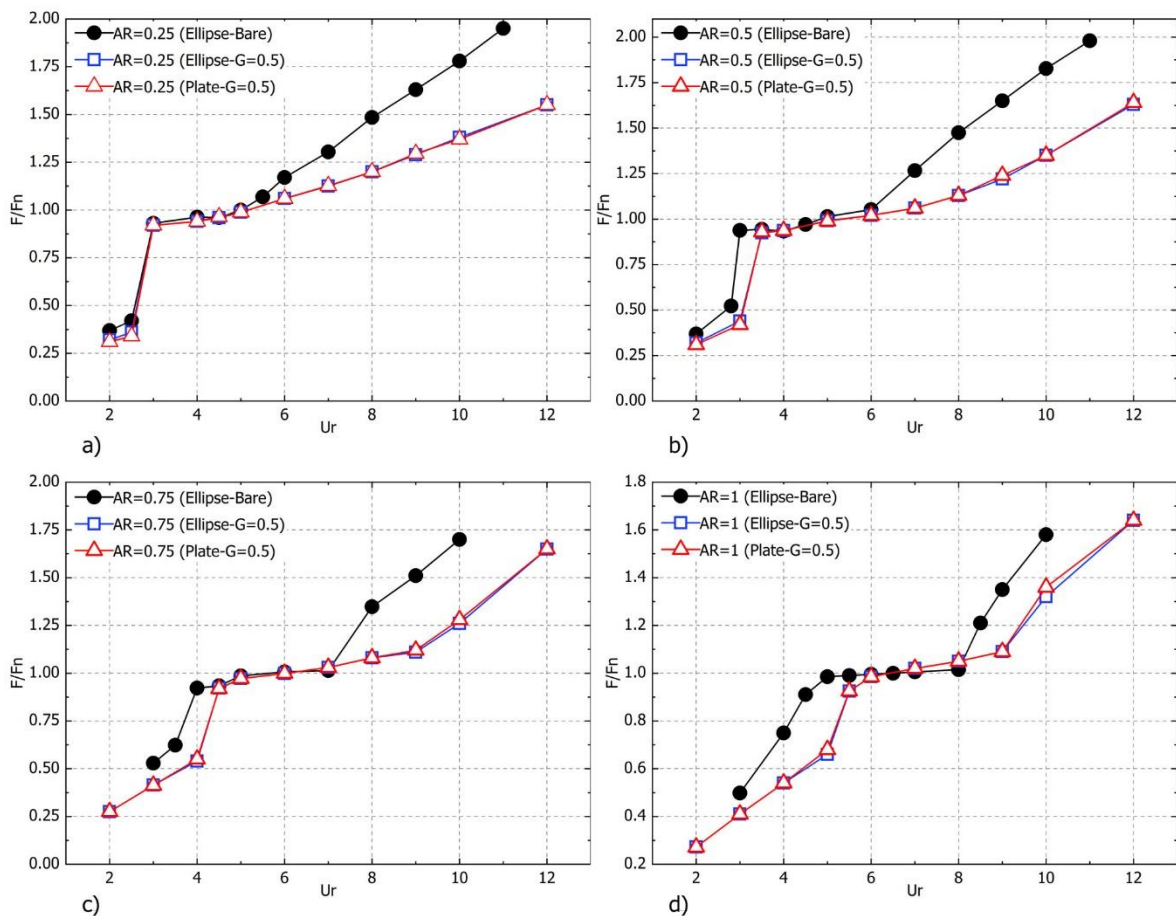 2.00
1.75
1.50
1.25
1.00
0.50
0.25
0.00
F/Fn
AR=0.25 (Ellipse-Bare)
AR=0.25 (Ellipse-G=0.5)
AR=0.25 (Plate-G=0.5)
2 4 6 8 10 12
Ur
a)
2.00
1.75
1.50
1.25
1.00
0.75
0.50
0.25
0.00
F/Fn
AR=0.5 (Ellipse-Bare)
AR=0.5 (Ellipse-G=0.5)
AR=0.5 (Plate-G=0.5)
2 4 6 8 10 12
Ur
b)
2.00
1.75
1.50
1.25
1.00
0.75
0.50
0.25
0.00
F/Fn
AR=0.75 (Ellipse-Bare)
AR=0.75 (Ellipse-G=0.5)
AR=0.75 (Plate-G=0.5)
2 4 6 8 10 12
Ur
c)
1.8
1.6
1.4
1.2
1.0
0.8
0.6
0.4
0.2
F/Fn
AR=1 (Ellipse-Bare)
AR=1 (Ellipse-G=0.5)
AR=1 (Plate-G=0.5)
2 4 6 8 10 12
Ur
d)